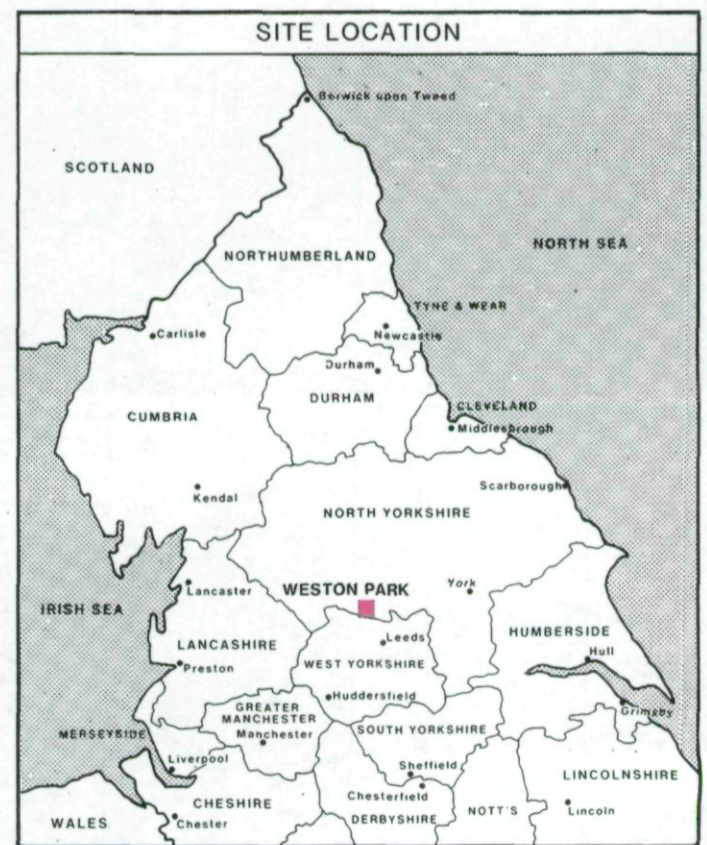 SITE LOCATION
Berwick upon Tweed
SCOTLAND
NORTH SEA
NORTHUMBERLAND
TYNE & WEAR
Carlisle
Newcastle
Durham
DURHAM
CLEVELAND
CUMBRIA
Middlesbrough
Kendal
Scarborough
NORTH YORKSHIRE
WESTON PARK
York
Lancaster
IRISH SEA
HUMBERSIDE
Leeds
LANCASHIRE
Hull
WEST YORKSHIRE
Preston
Huddersfield
GREATER
MANCHESTER
Grimsby
SOUTH YORKSHIRE
MERSEYSIDE
Manchester
Liverpool
Sheffield
LINCOLNSHIRE
Chesterfield
CHESHIRE
NOTT'S
Lincoln
WALES
Chester
DERBYSHIRE